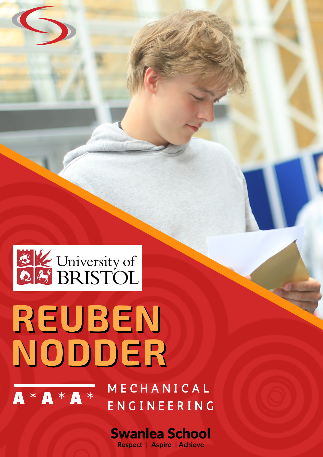 University of
BRISTOL
REUBEN
NODDER
A*A*A*
MECHANICAL
ENGINEERING
Swanlea School
Respect | Aspire | Achieve